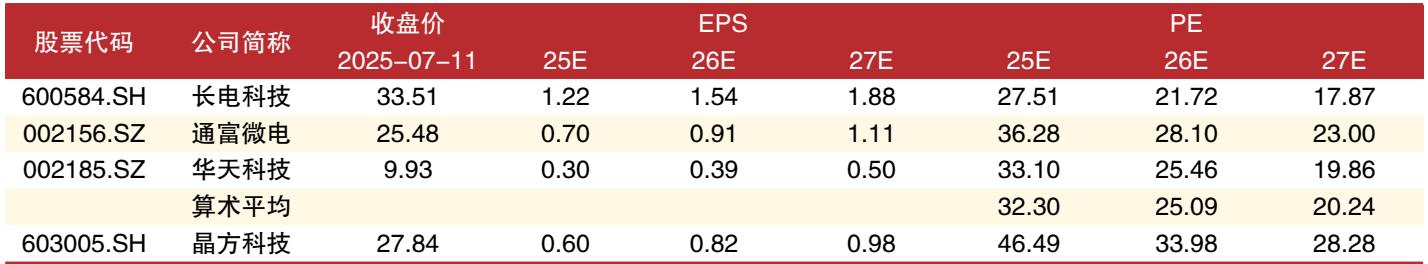 股票代码 公司简称 收盘价 EPS PE
2025-07-11 25E 26E 27E 25E 26E 27E
600584.SH 长电科技 33.51 1.22 1.54 1.88 27.51 21.72 17.87
002156.SZ 通富微电 25.48 0.70 0.91 1.11 36.28 28.10 23.00
002185.SZ 华天科技 9.93 0.30 0.39 0.50 33.10 25.46 19.86
算术平均 32.30 25.09 20.24
603005.SH 晶方科技 27.84 0.60 0.82 0.98 46.49 33.98 28.28